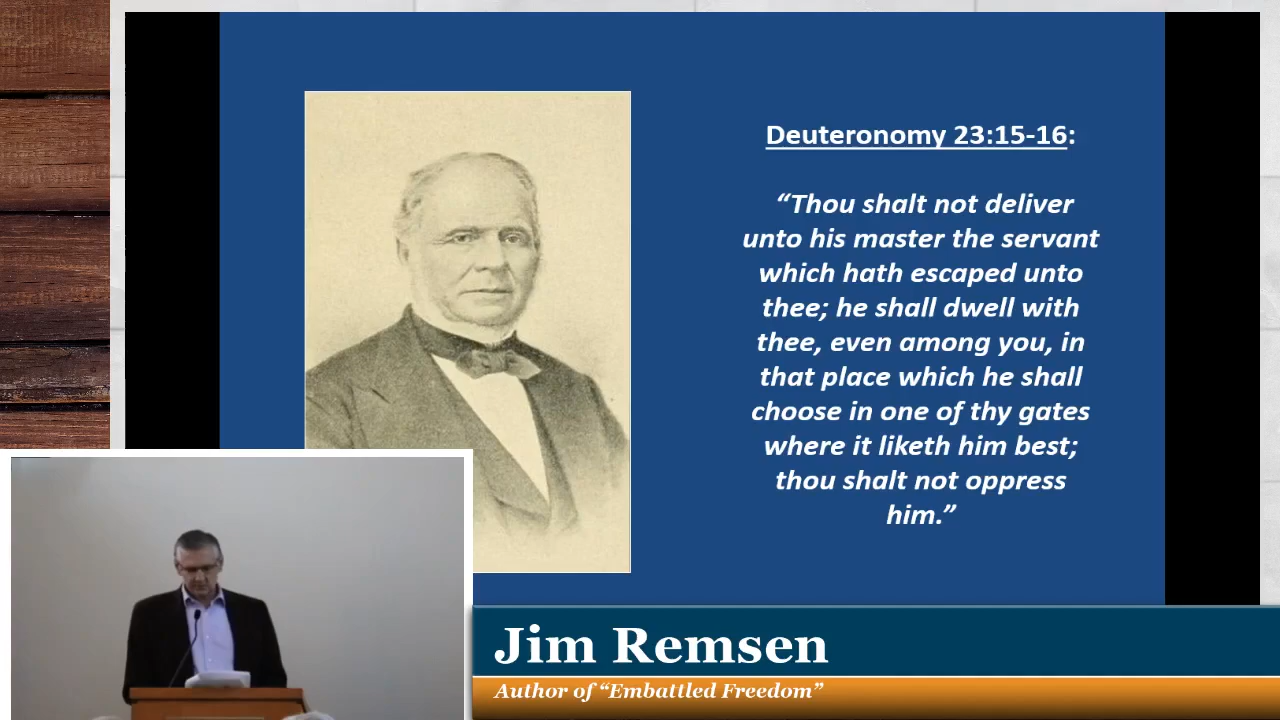 Deuteronomy 23:15-16:
“Thou shalt not deliver
unto his master the servant
which hath escaped unto
thee; he shall dwell with
thee, even among you, in
that place which he shall
choose in one of thy gates
where it liketh him best;
thou shalt not oppress
him.”
Jim Remsen
Author of “Embattled Freedom”